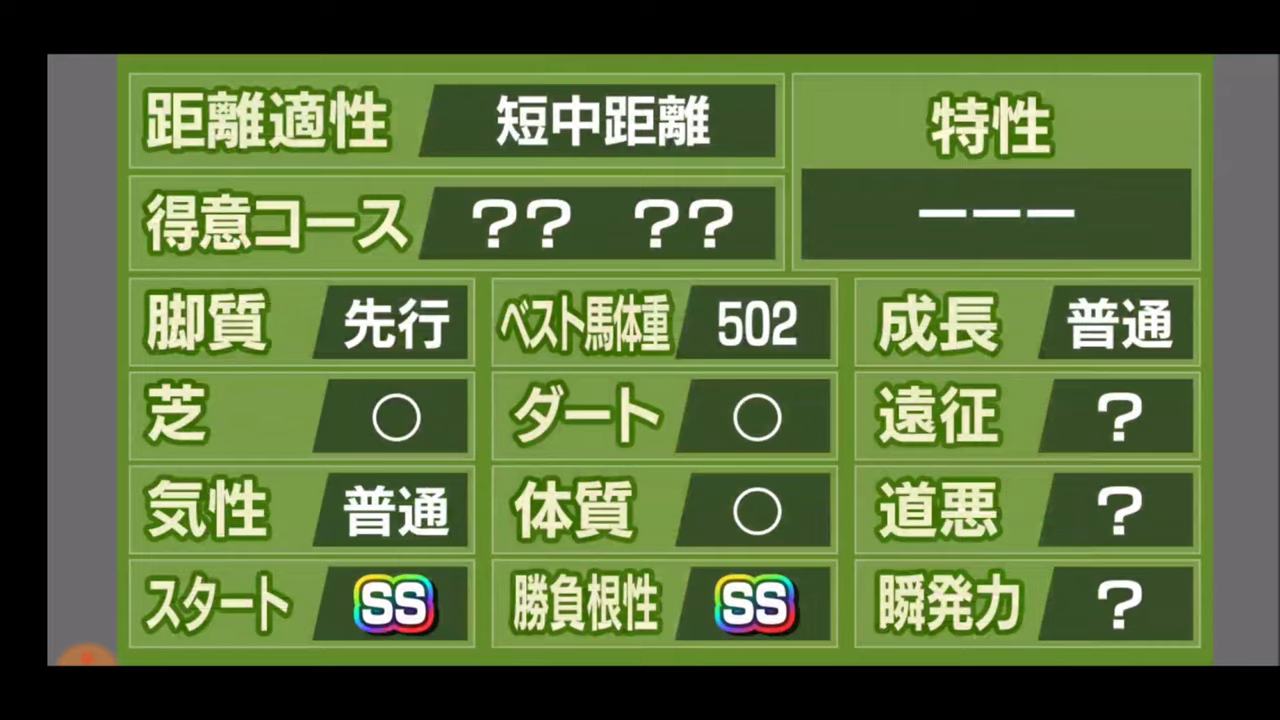 距離適性 短中距離 特性
ーーー
得意コース ?? ??
脚質 先行 ベスト馬体重 502 成長 普通
芝 ○ ダート ○ 遠征 ?
気性 普通 体質 ○ 道悪 ?
スタート SS 勝負根性 SS 瞬発力 ?